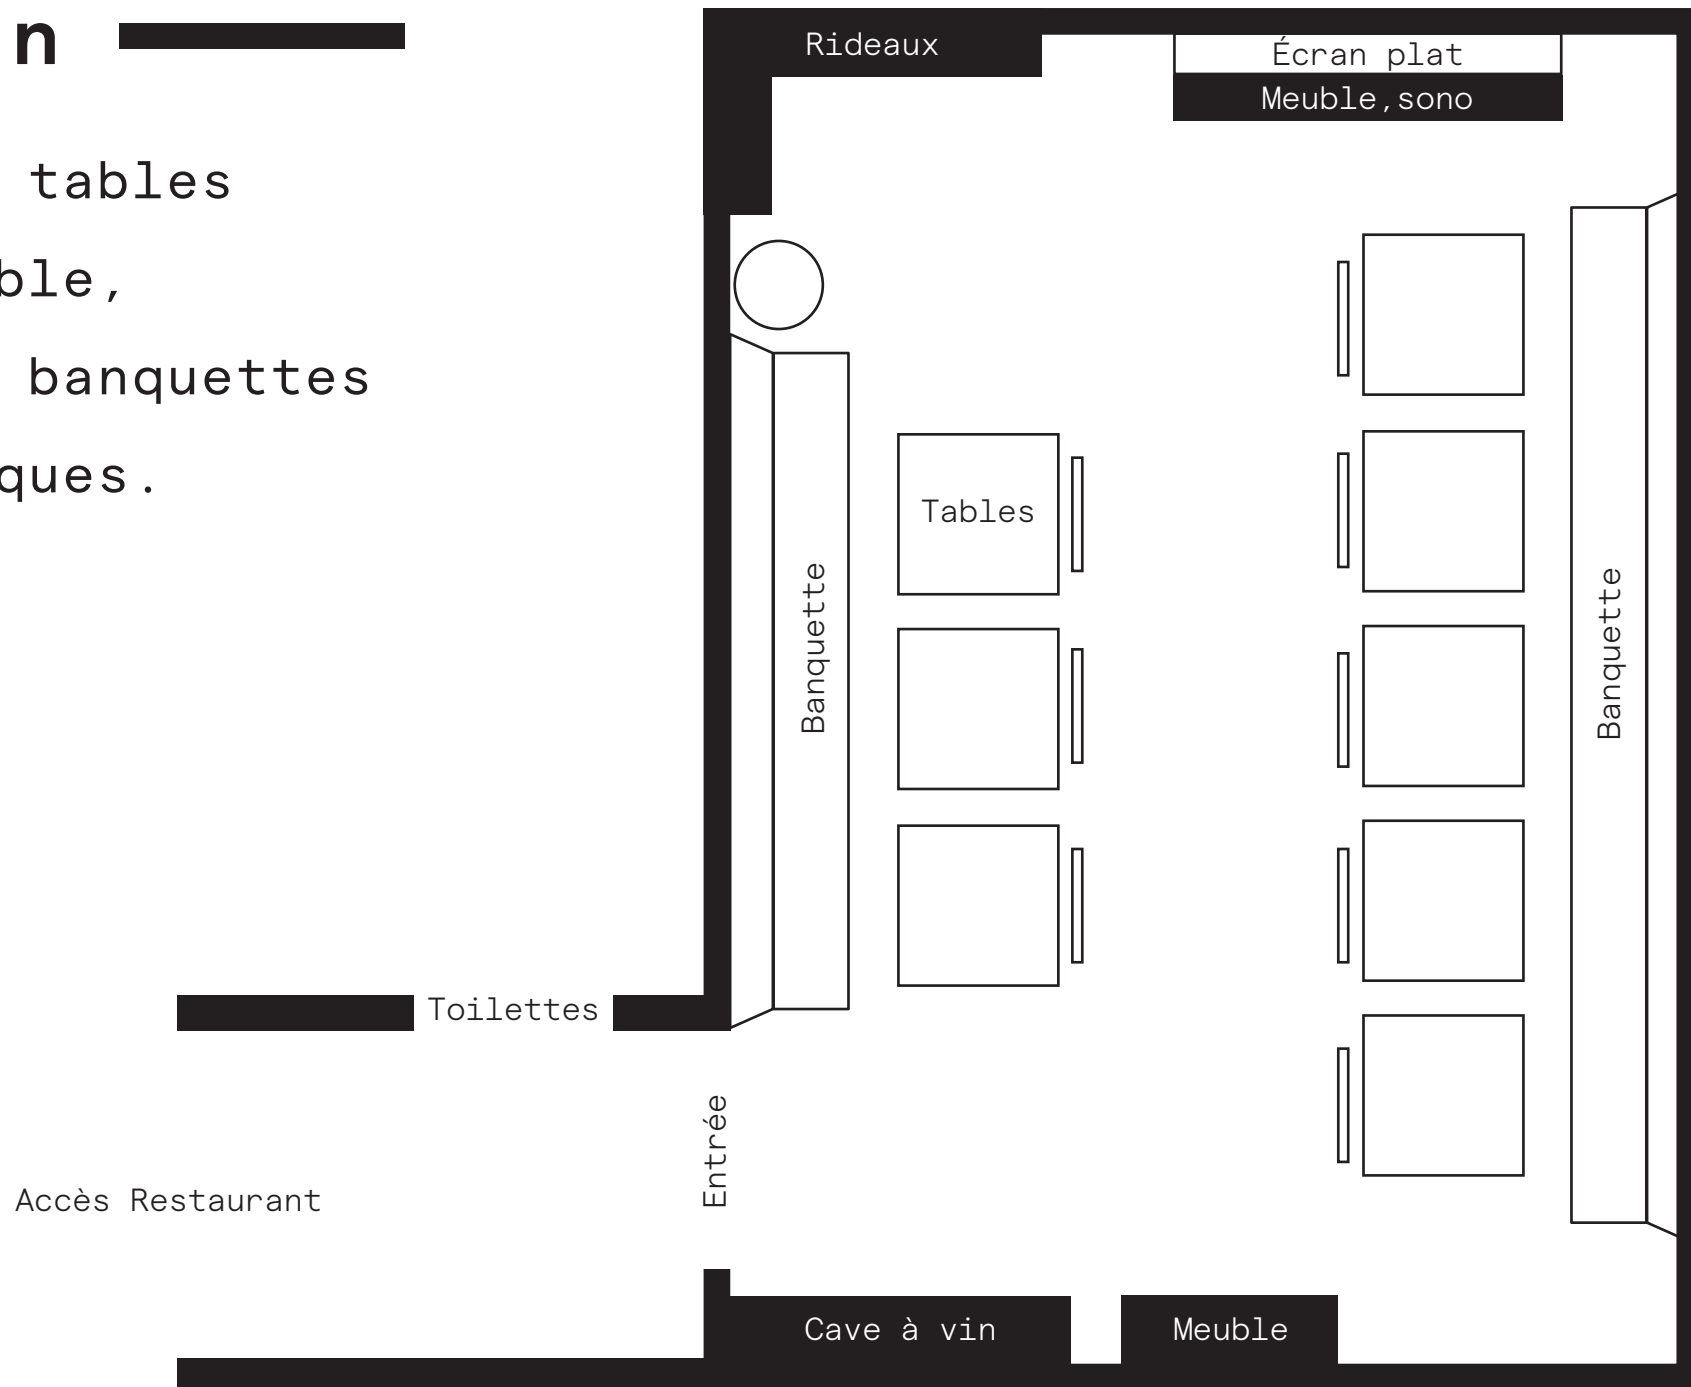 n
tables
ble,
banquettes
ques.
Rideaux
Écran plat
Meuble,sono
Tables
Banquette
Banquette
Toilettes
Entrée
Accès Restaurant
Cave à vin
Meuble